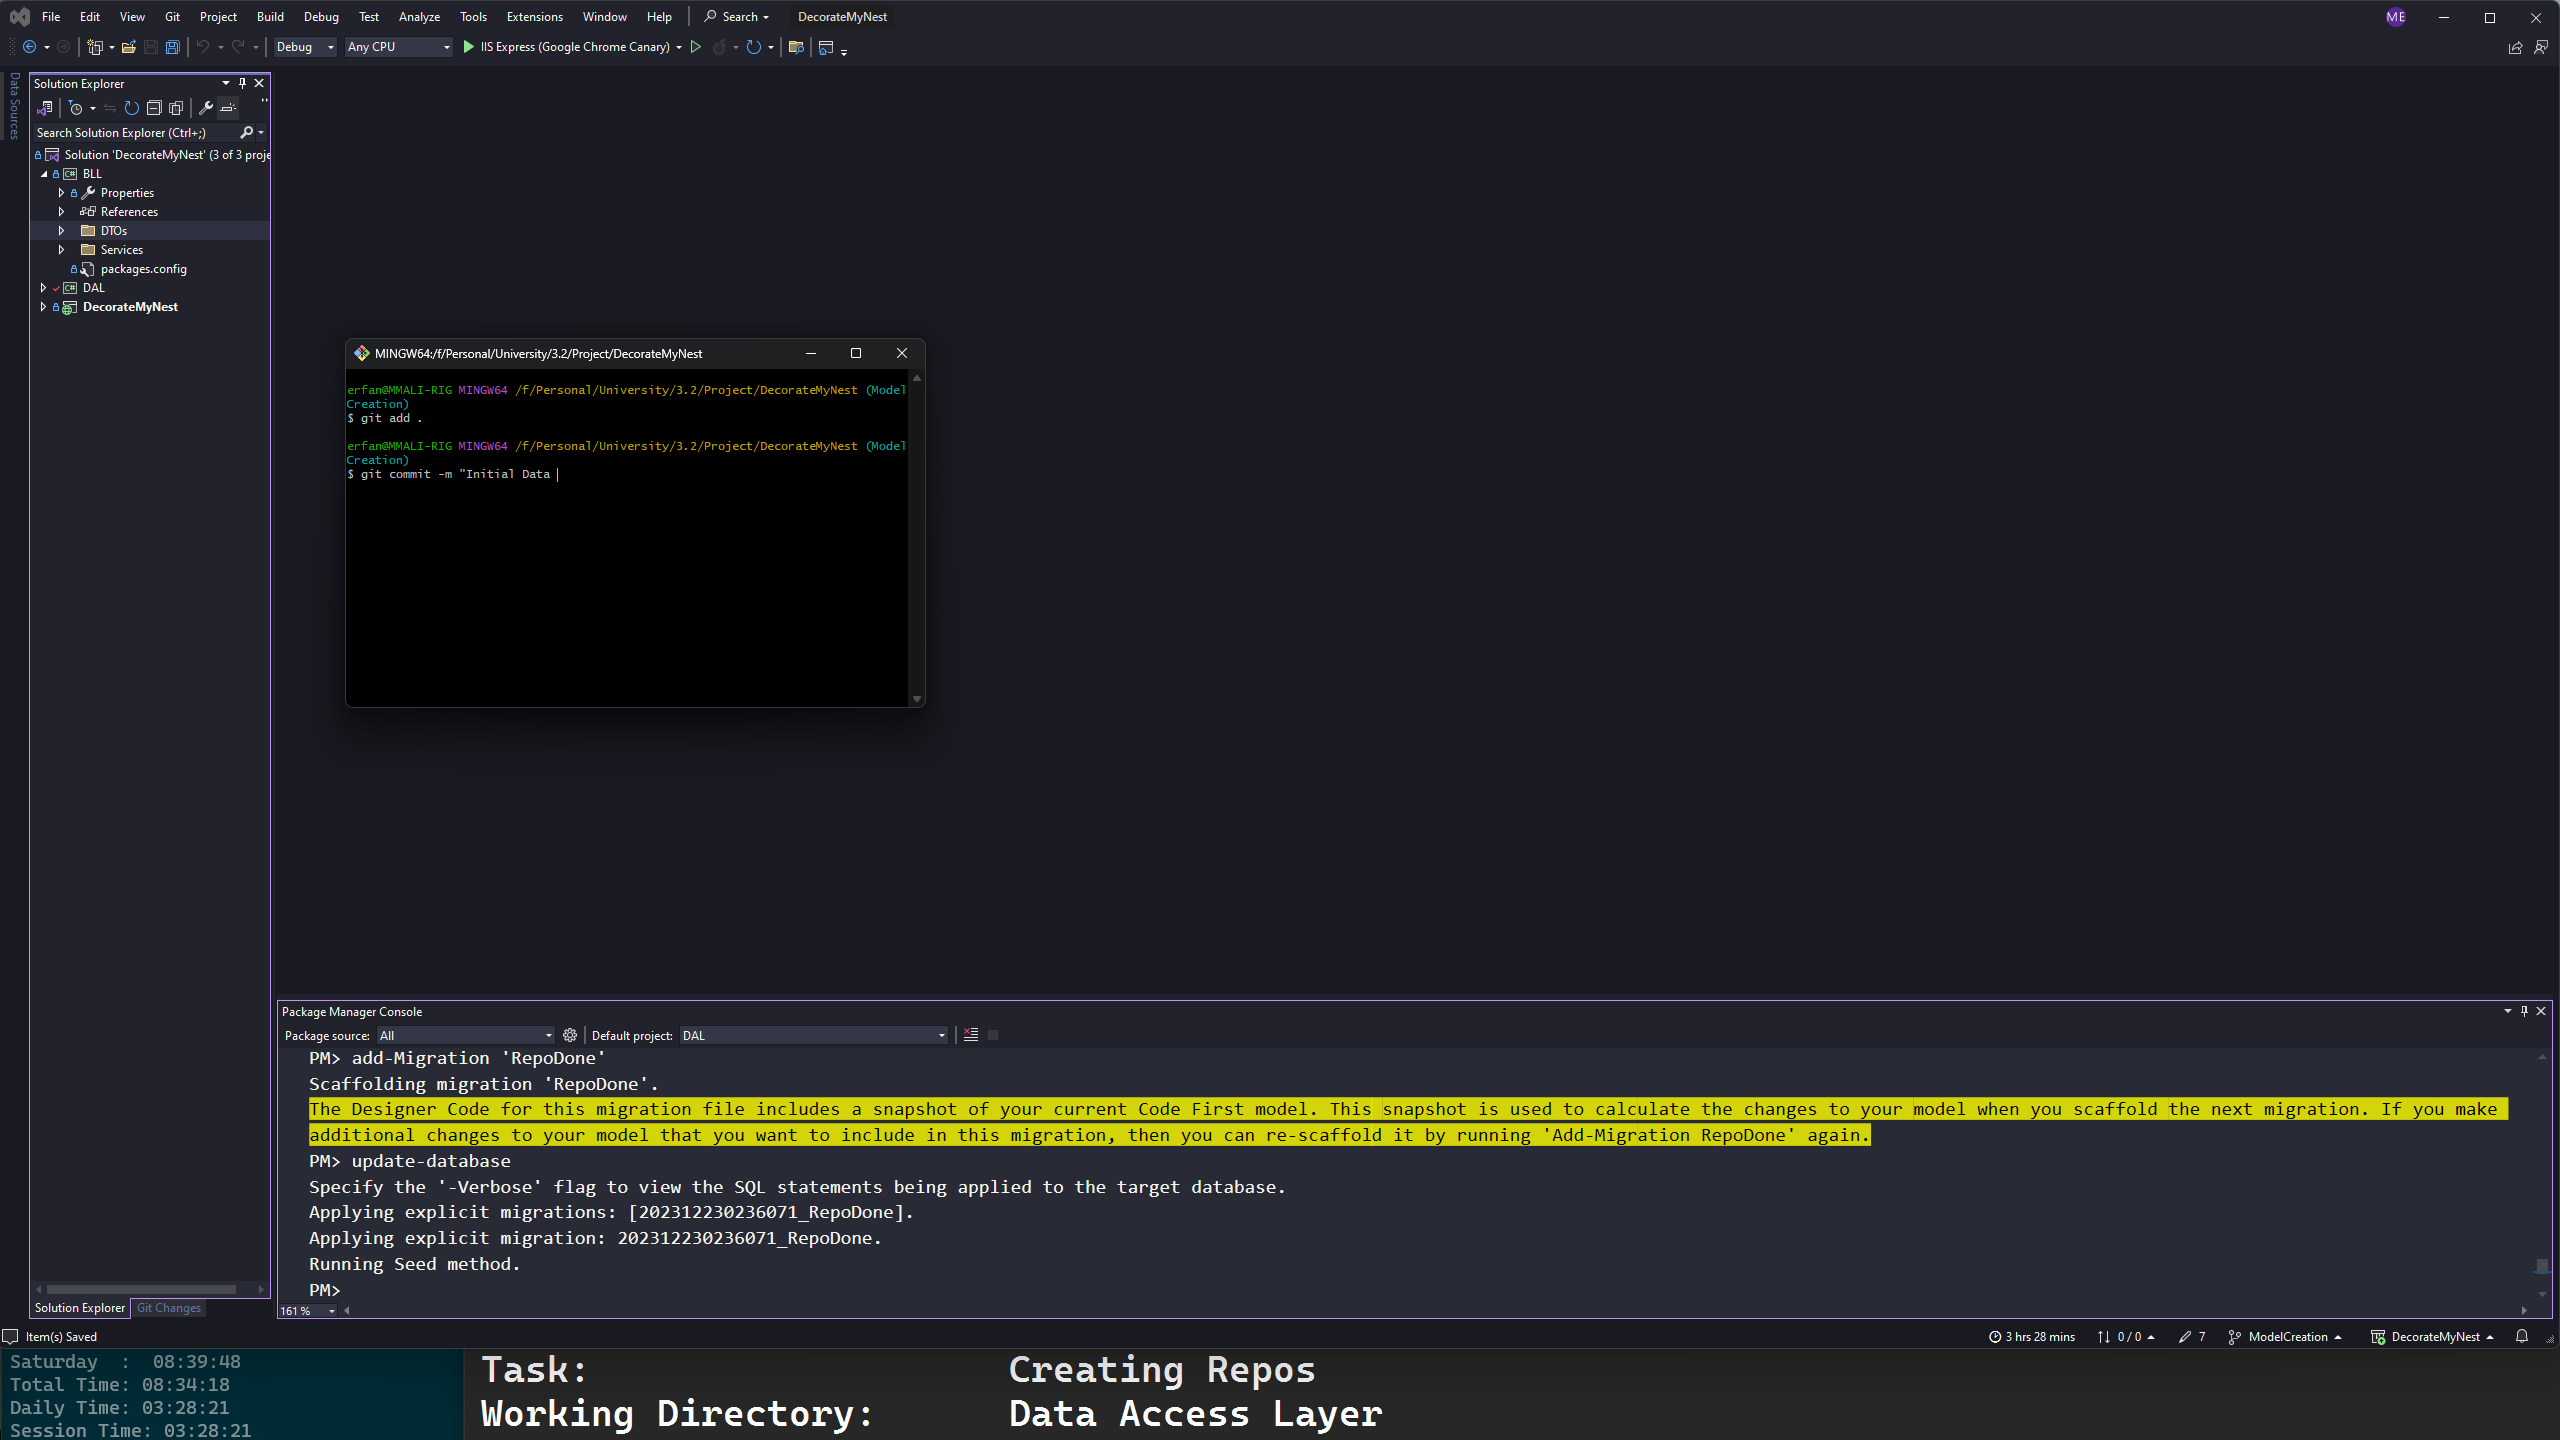 File Edit View Git Project Build Debug Test Analyze Tools Extensions Window Help Search DecorateMyNest ME
Debug Any CPU IIS Express (Google Chrome Canary)
Data Sources
Solution Explorer
Search Solution Explorer (Ctrl+;)
Solution 'DecorateMyNest' (3 of 3 proje
BLL
Properties
References
DTOs
Services
packages.config
DAL
DecorateMyNest
MINGW64:/f/Personal/University/3.2/Project/DecorateMyNest
erfan@MMALI-RIG MINGW64 /f/Personal/University/3.2/Project/DecorateMyNest (Model
Creation)
$ git add .
erfan@MMALI-RIG MINGW64 /f/Personal/University/3.2/Project/DecorateMyNest (Model
Creation)
$ git commit -m "Initial Data
Package Manager Console
Package source: All Default project: DAL
PM> add-Migration 'RepoDone'
Scaffolding migration 'RepoDone'.
The Designer Code for this migration file includes a snapshot of your current Code First model. This snapshot is used to calculate the changes to your model when you scaffold the next migration. If you make
additional changes to your model that you want to include in this migration, then you can re-scaffold it by running 'Add-Migration RepoDone' again.
PM> update-database
Specify the '-Verbose' flag to view the SQL statements being applied to the target database.
Applying explicit migrations: [202312230236071_RepoDone].
Applying explicit migration: 202312230236071_RepoDone.
Running Seed method.
PM>
161 %
Solution Explorer Git Changes
Item(s) Saved 3 hrs 28 mins 0 / 0 7 ModelCreation DecorateMyNest
Saturday : 08:39:48
Total Time: 08:34:18
Daily Time: 03:28:21
Session Time: 03:28:21
Task: Creating Repos
Working Directory: Data Access Layer